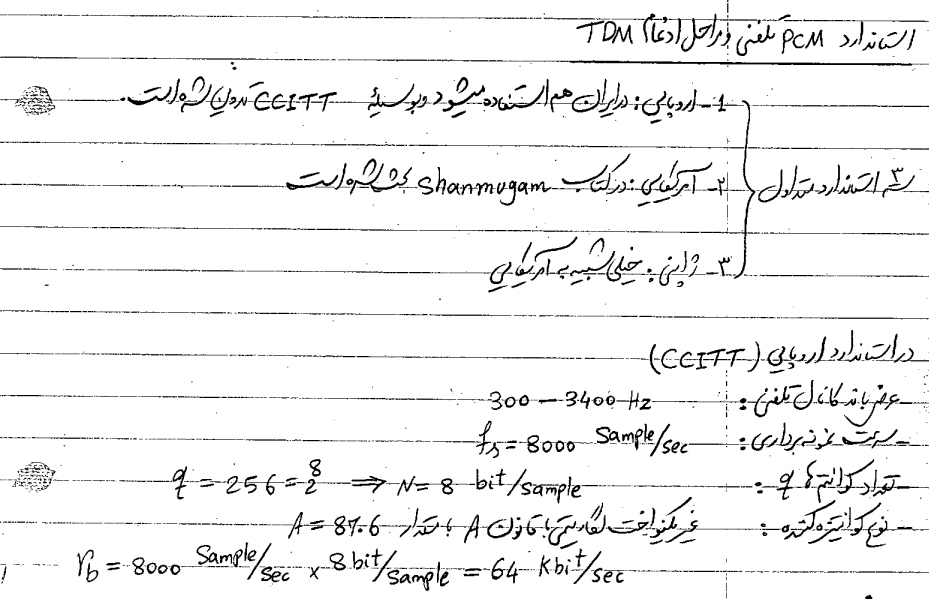 استاندارد PCM تلفنی و مراحل ادغام TDM
۳ استاندارد متداول
1- اروپایی: در ایران هم استفاده میشود و بوسیلهٔ CCITT تدوین شده است.
۲- آمریکایی: در کتاب Shanmugam بحث شده است
۳- ژاپنی: خیلی شبیه به آمریکایی
در استاندارد اروپایی (CCITT)
- عرض باند کانال تلفنی: 300 – 3400 Hz
- سرعت نمونه برداری: fs = 8000 Sample/sec
- تعداد کوانتم ها q: q = 256 = 2^8 ⇒ N = 8 bit/sample
- نوع کوانتیزه کننده: غیر یکنواخت لگاریتمی با قانون A با مقدار A = 87.6
rb = 8000 Sample/sec × 8 bit/sample = 64 Kbit/sec